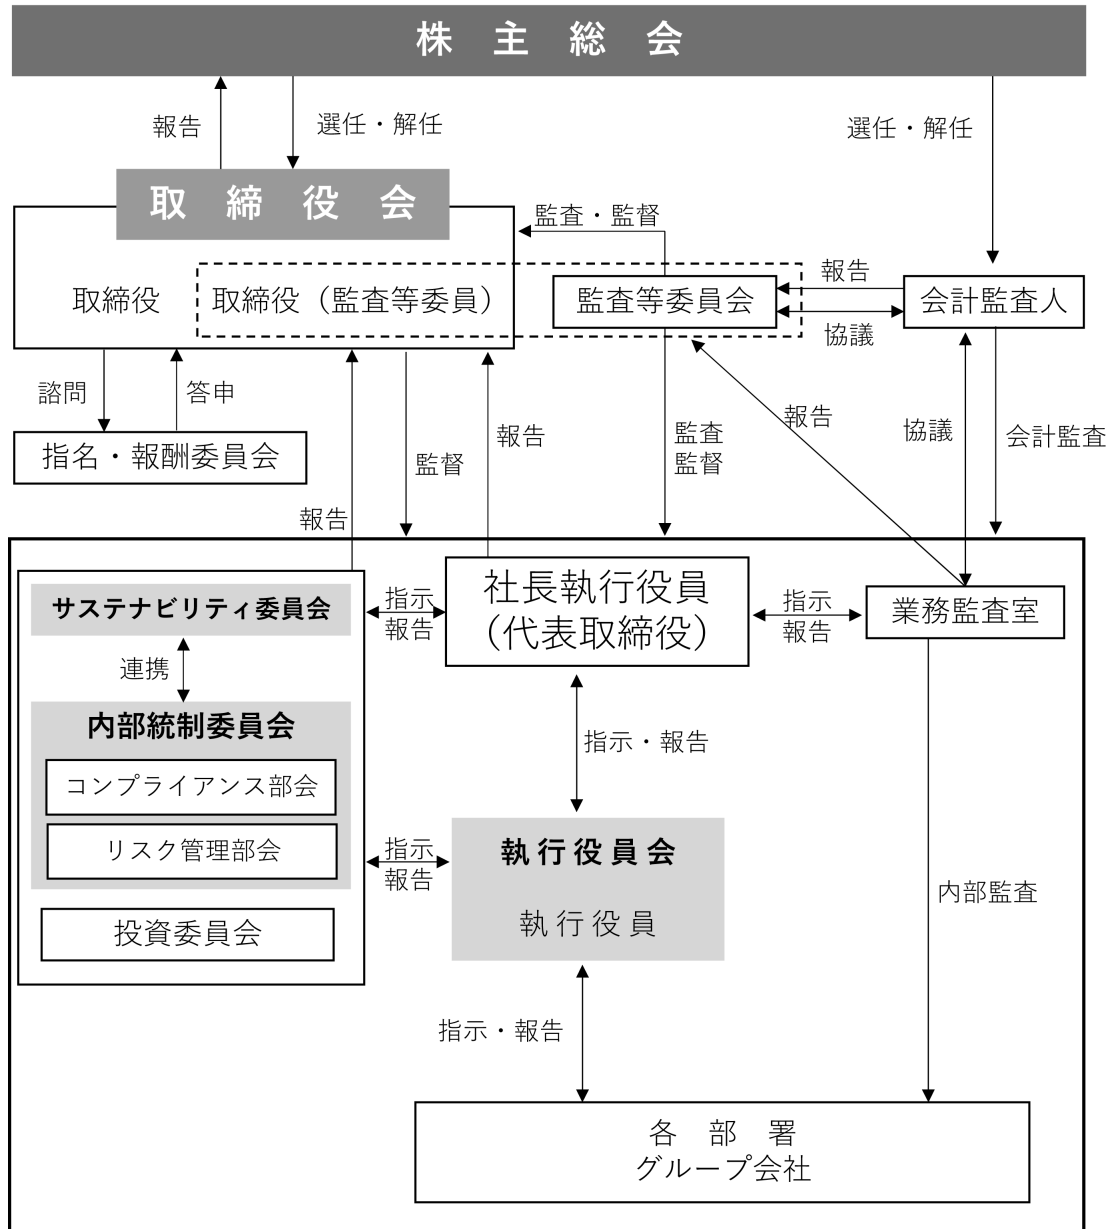 株　主　総　会
報告
選任・解任
選任・解任
取　締　役　会
監査・監督
取締役
取締役（監査等委員）
監査等委員会
報告
協議
会計監査人
諮問
答申
指名・報酬委員会
報告
監督
報告
監査
監督
報告
協議
会計監査
サステナビリティ委員会
連携
内部統制委員会
コンプライアンス部会
リスク管理部会
投資委員会
指示
報告
社長執行役員
（代表取締役）
指示
報告
業務監査室
指示・報告
指示
報告
執行役員会
執行役員
内部監査
指示・報告
各　部　署
グループ会社